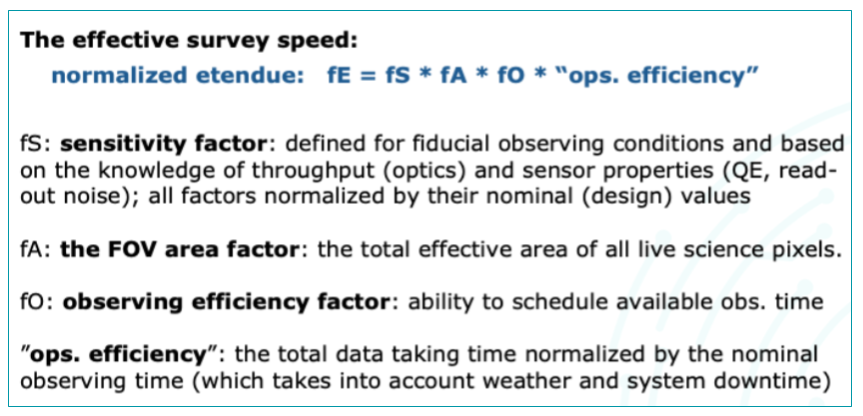 The effective survey speed:
normalized etendue: fE = fS * fA * fO * “ops. efficiency”
fS: sensitivity factor: defined for fiducial observing conditions and based
on the knowledge of throughput (optics) and sensor properties (QE, read-
out noise); all factors normalized by their nominal (design) values
fA: the FOV area factor: the total effective area of all live science pixels.
fO: observing efficiency factor: ability to schedule available obs. time
”ops. efficiency”: the total data taking time normalized by the nominal
observing time (which takes into account weather and system downtime)